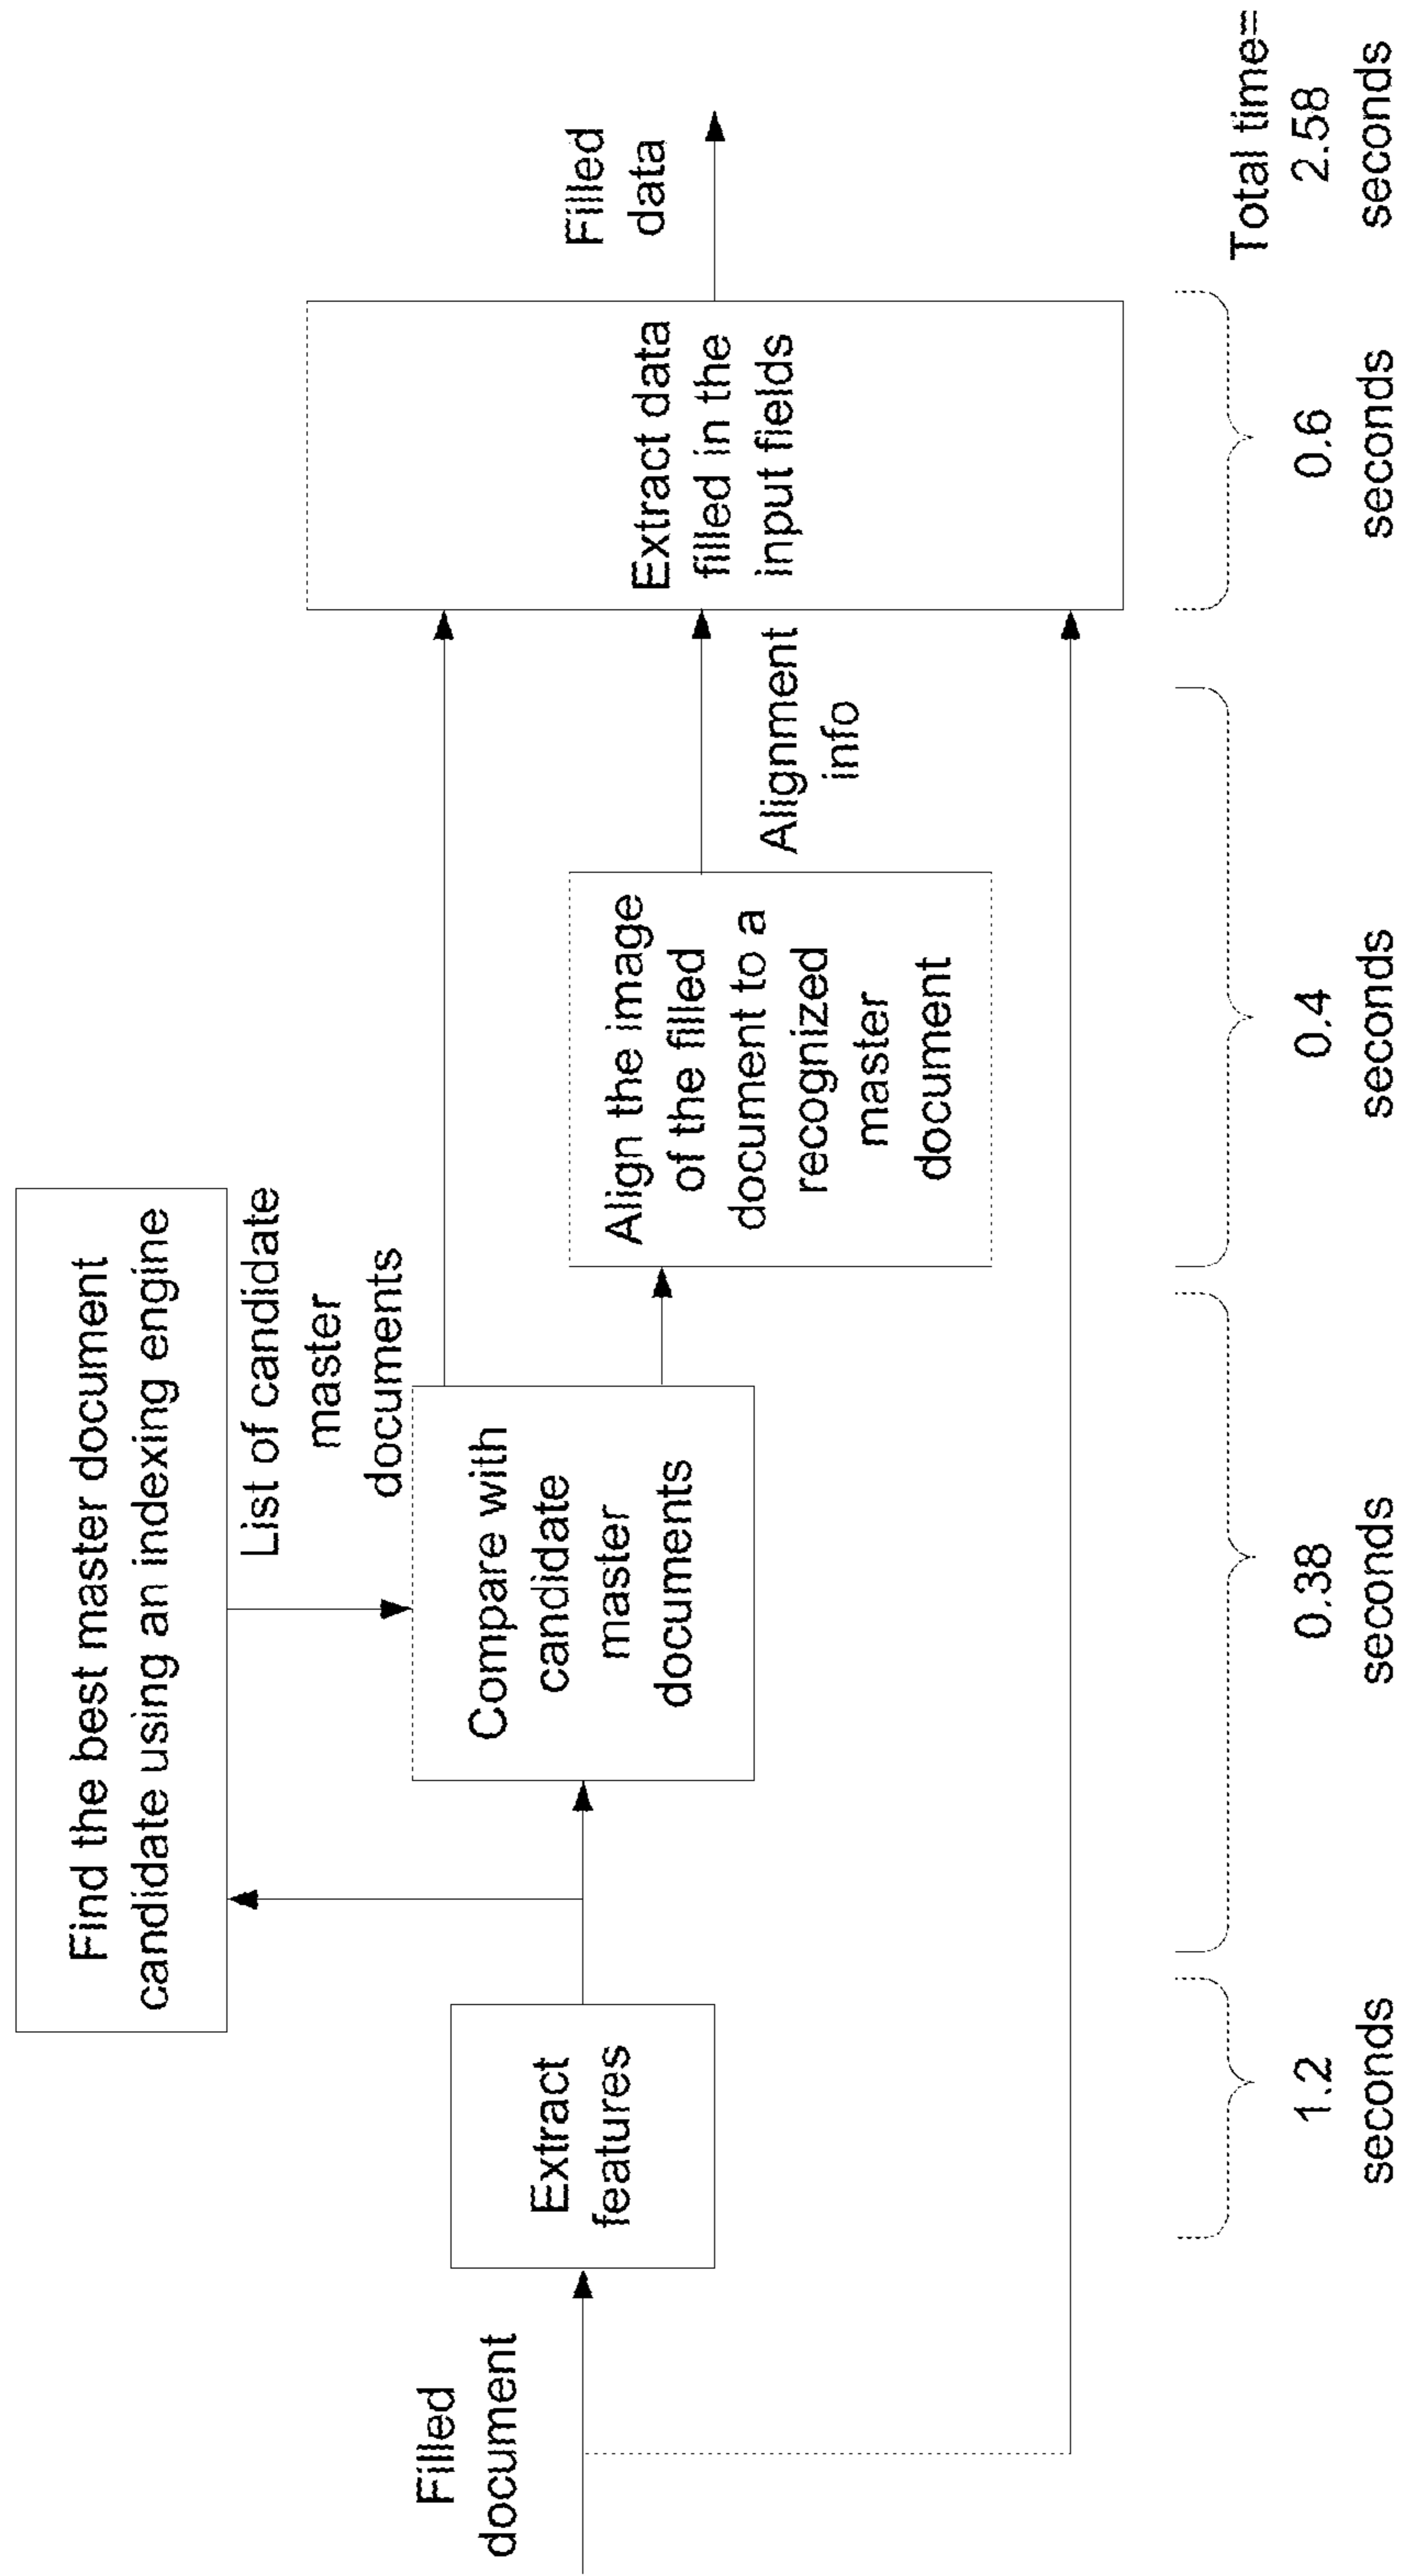 Find the best master document
candidate using an indexing engine
List of candidate
master
documents
Filled
document
Extract
features
Compare with
candidate
master
documents
Align the image
of the filled
document to a
recognized
master
document
Alignment
info
Extract data
filled in the
input fields
Filled
data
1.2
seconds
0.38
seconds
0.4
seconds
0.6
seconds
Total time=
2.58
seconds